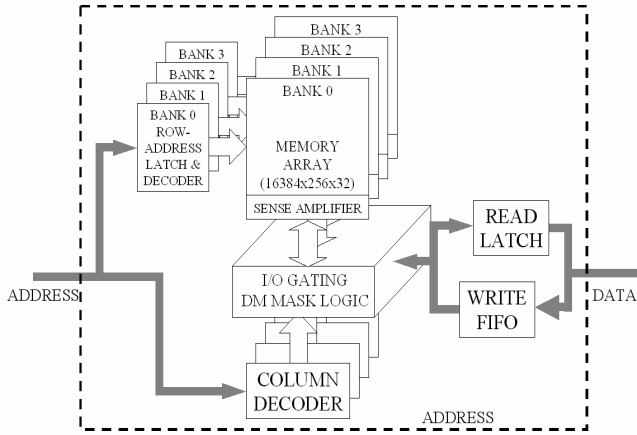 BANK 3
BANK 2
BANK 1
BANK 0
ROW-
ADDRESS
LATCH &
DECODER
BANK 3
BANK 2
BANK 1
BANK 0
MEMORY
ARRAY
(16384x256x32)
SENSE AMPLIFIER
READ
LATCH
I/O GATING
DM MASK LOGIC
WRITE
FIFO
ADDRESS
DATA
COLUMN
DECODER
ADDRESS